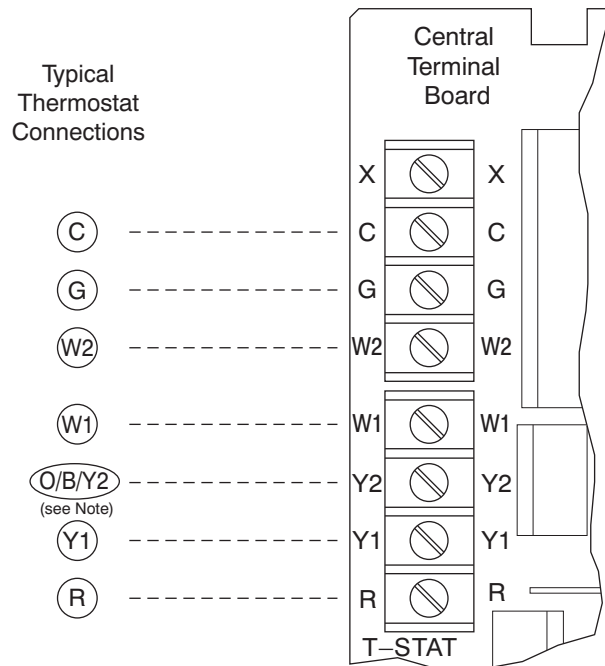 Typical
Thermostat
Connections
Central
Terminal
Board
X X
C C C
G G G
W2 W2 W2
W1 W1 W1
O/B/Y2 Y2 Y2
(see Note)
Y1 Y1 Y1
R R R
T–STAT